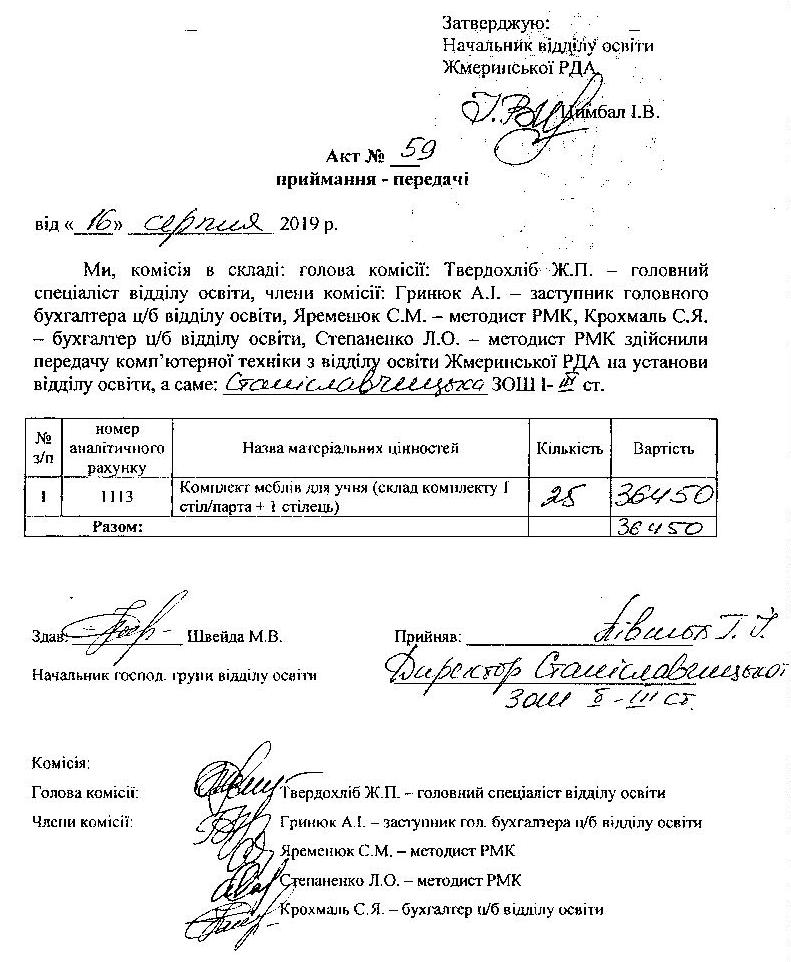 Затверджую:
Начальник відділу освіти
Жмеринської РДА
Цимбал І.В.
Акт № 59
приймання - передачі
від « 16 » серпня 2019 р.
Ми, комісія в складі: голова комісії: Твердохліб Ж.П. – головний
спеціаліст відділу освіти, члени комісії: Гринюк А.І. – заступник головного
бухгалтера ц/б відділу освіти, Яременюк С.М. – методист РМК, Крохмаль С.Я.
– бухгалтер ц/б відділу освіти, Степаненко Л.О. – методист РМК здійснили
передачу комп’ютерної техніки з відділу освіти Жмеринської РДА на установи
відділу освіти, а саме: Станіславчицька ЗОШ І- ІІІ ст.
№ з/п номер аналітичного рахунку Назва матеріальних цінностей Кількість Вартість
1 1113 Комплект меблів для учня (склад комплекту 1 25 36450
стіл/парта + 1 стілець)
Разом: 36450
Здав: Швейда М.В. Прийняв: Г. І.
Начальник господ. групи відділу освіти Директор Станіславчицької
ЗОШ І - ІІІ ст.
Комісія:
Голова комісії: Твердохліб Ж.П. – головний спеціаліст відділу освіти
Члени комісії: Гринюк А.І. – заступник гол. бухгалтера ц/б відділу освіти
Яременюк С.М. – методист РМК
Степаненко Л.О. – методист РМК
Крохмаль С.Я. – бухгалтер ц/б відділу освіти